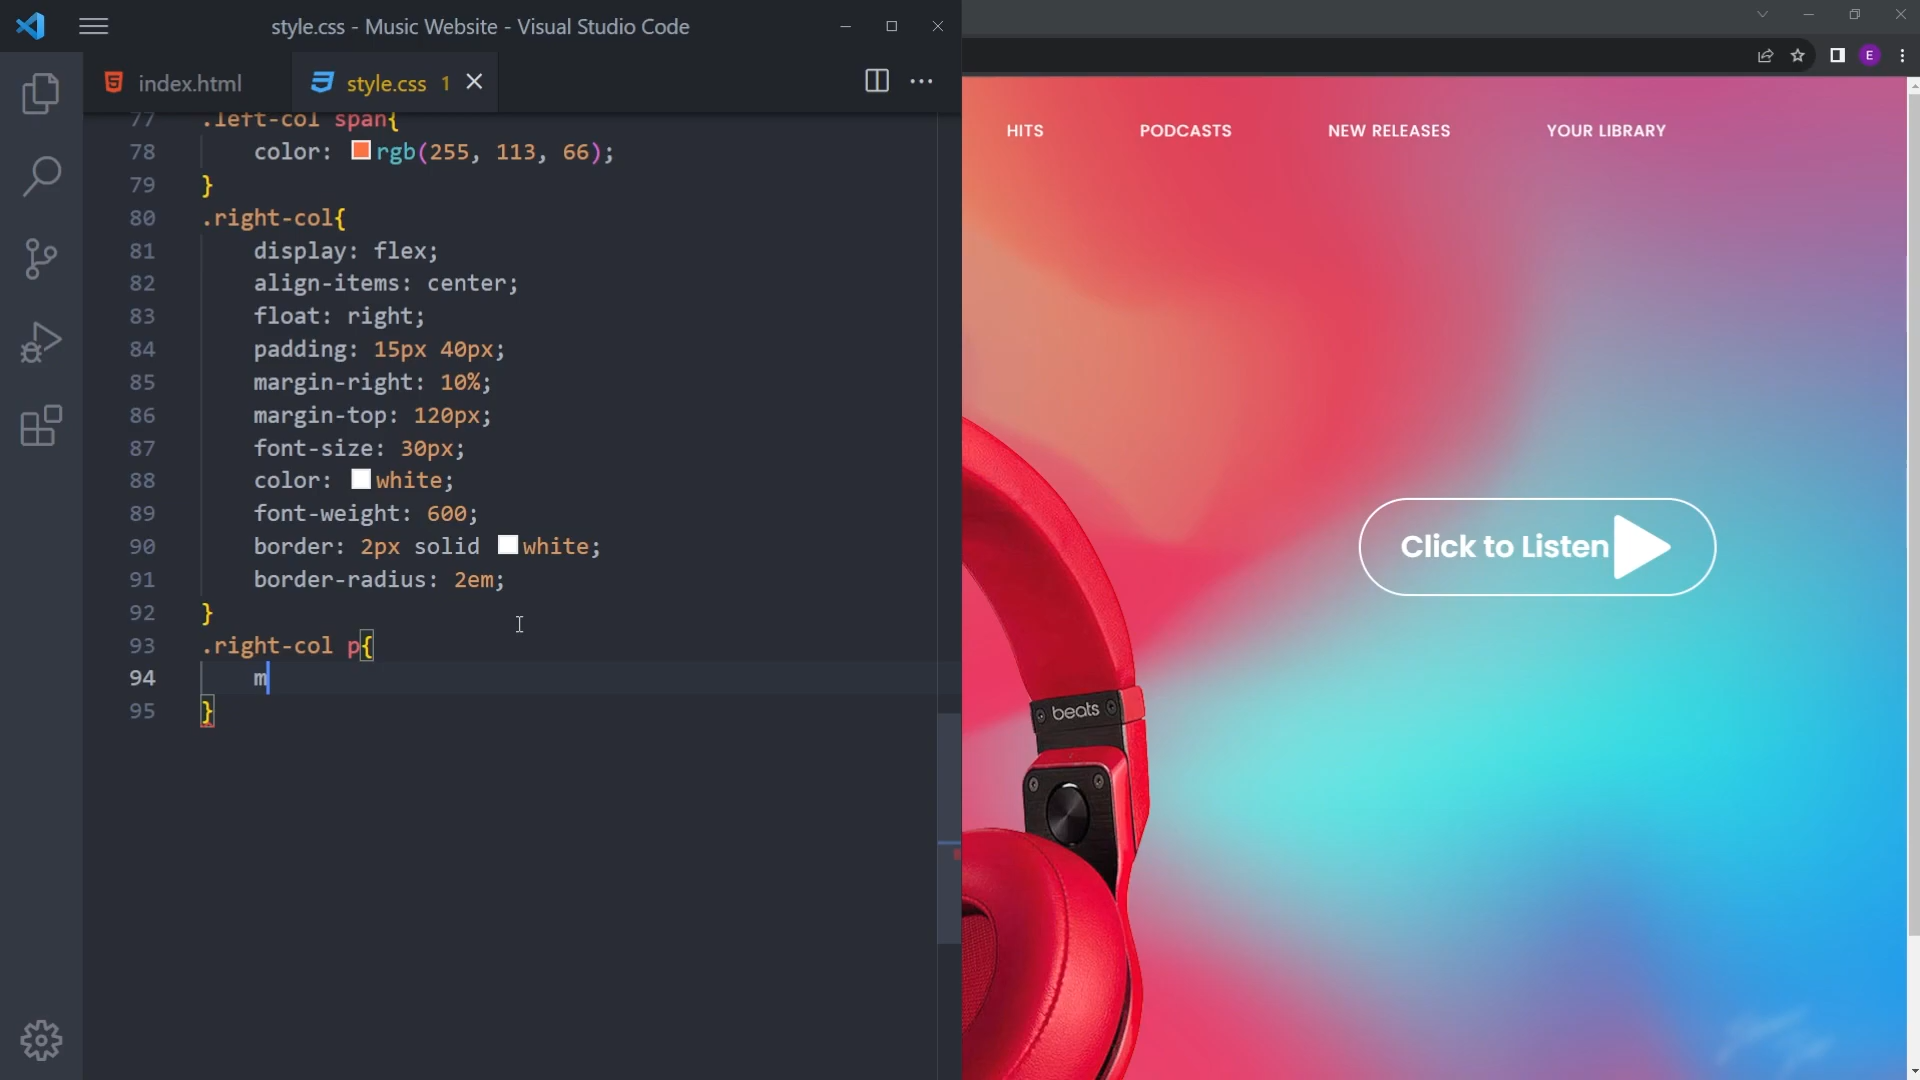 style.css - Music Website - Visual Studio Code
index.html
style.css 1
77 .left-col span{
78 color: rgb(255, 113, 66);
79 }
80 .right-col{
81 display: flex;
82 align-items: center;
83 float: right;
84 padding: 15px 40px;
85 margin-right: 10%;
86 margin-top: 120px;
87 font-size: 30px;
88 color: white;
89 font-weight: 600;
90 border: 2px solid white;
91 border-radius: 2em;
92 }
93 .right-col p{
94 m
95 }
E
HITS PODCASTS NEW RELEASES YOUR LIBRARY
Click to Listen
beats